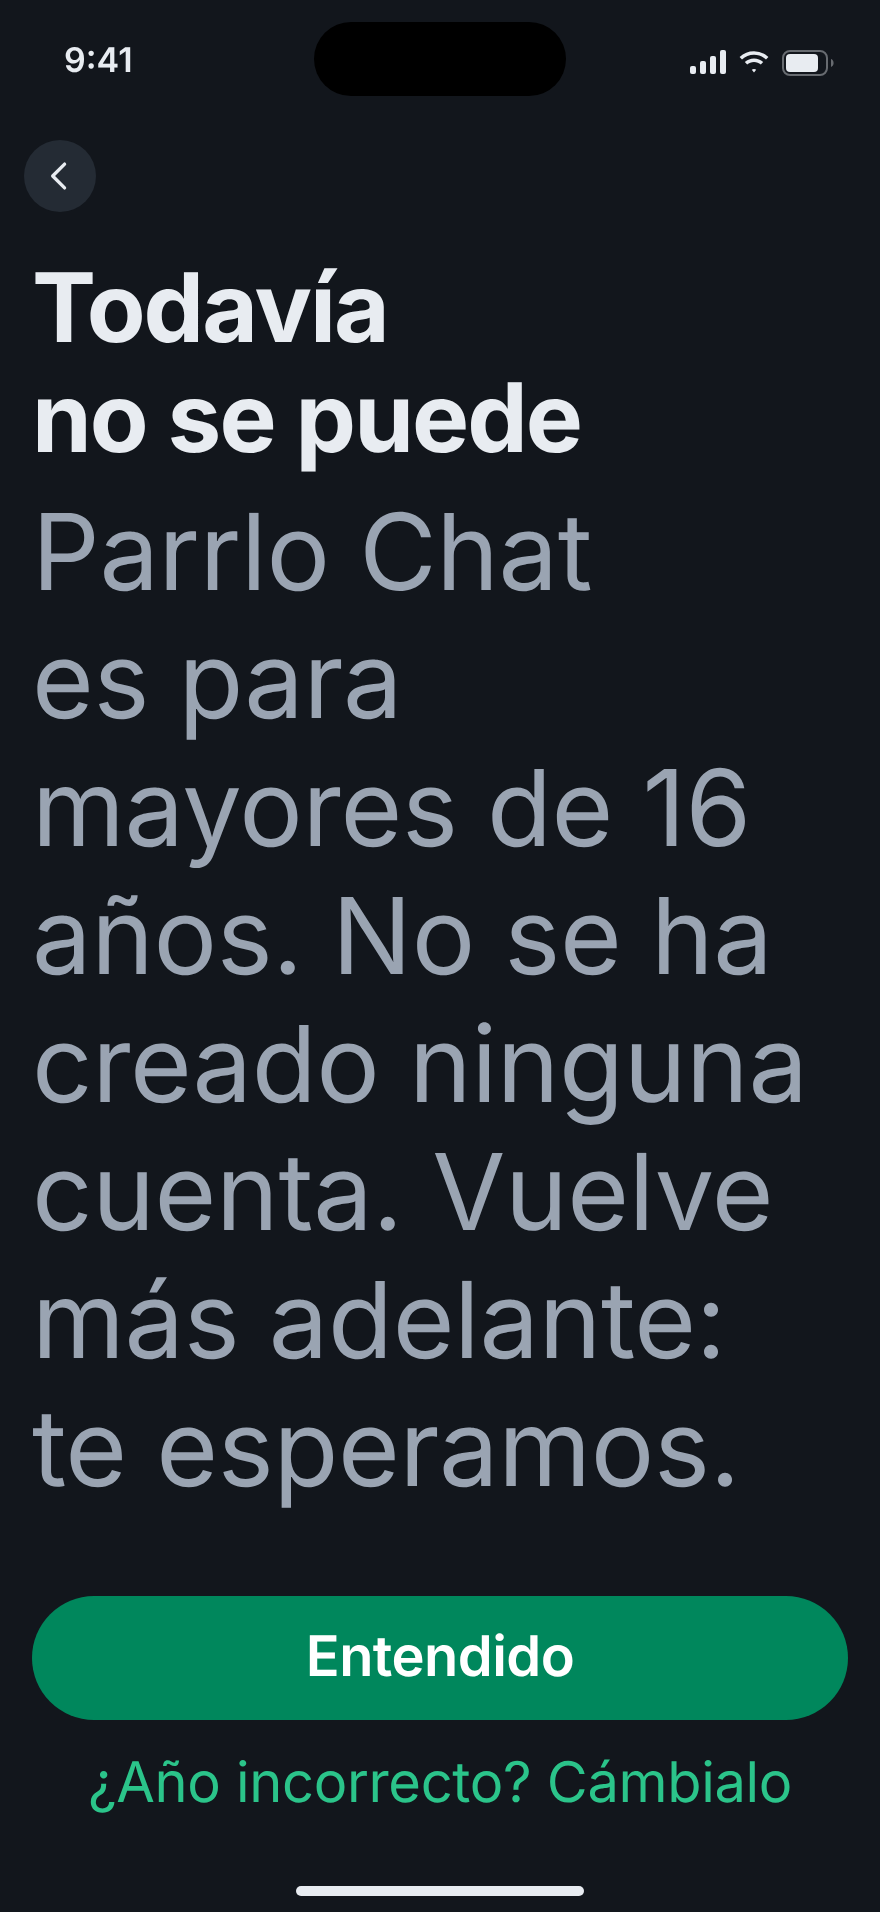 9:41
Todavía
no se puede
Parrlo Chat
es para
mayores de 16
años. No se ha
creado ninguna
cuenta. Vuelve
más adelante:
te esperamos.
Entendido
¿Año incorrecto? Cámbialo